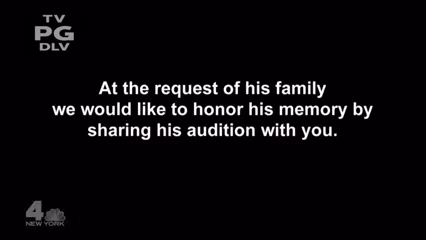 TV
PG
DLV
At the request of his family
we would like to honor his memory by
sharing his audition with you.
4
NEW YORK